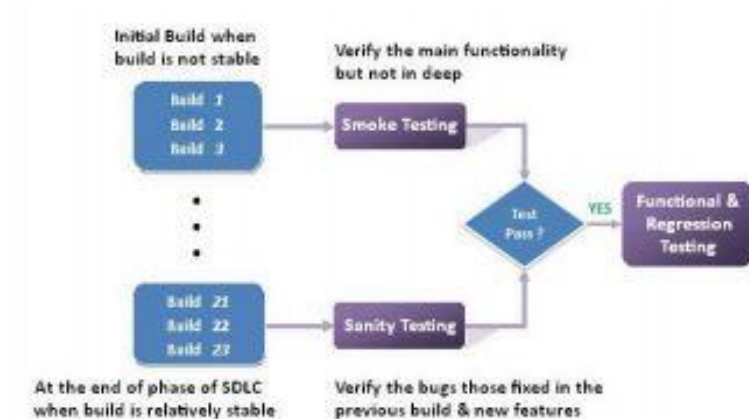 Initial Build when
build is not stable
Verify the main functionality
but not in deep
Build 1
Build 2
Build 3
Smoke Testing
Test
Pass ?
YES
Functional &
Regression
Testing
Build 21
Build 22
Build 23
Sanity Testing
At the end of phase of SDLC
when build is relatively stable
Verify the bugs those fixed in the
previous build & new features